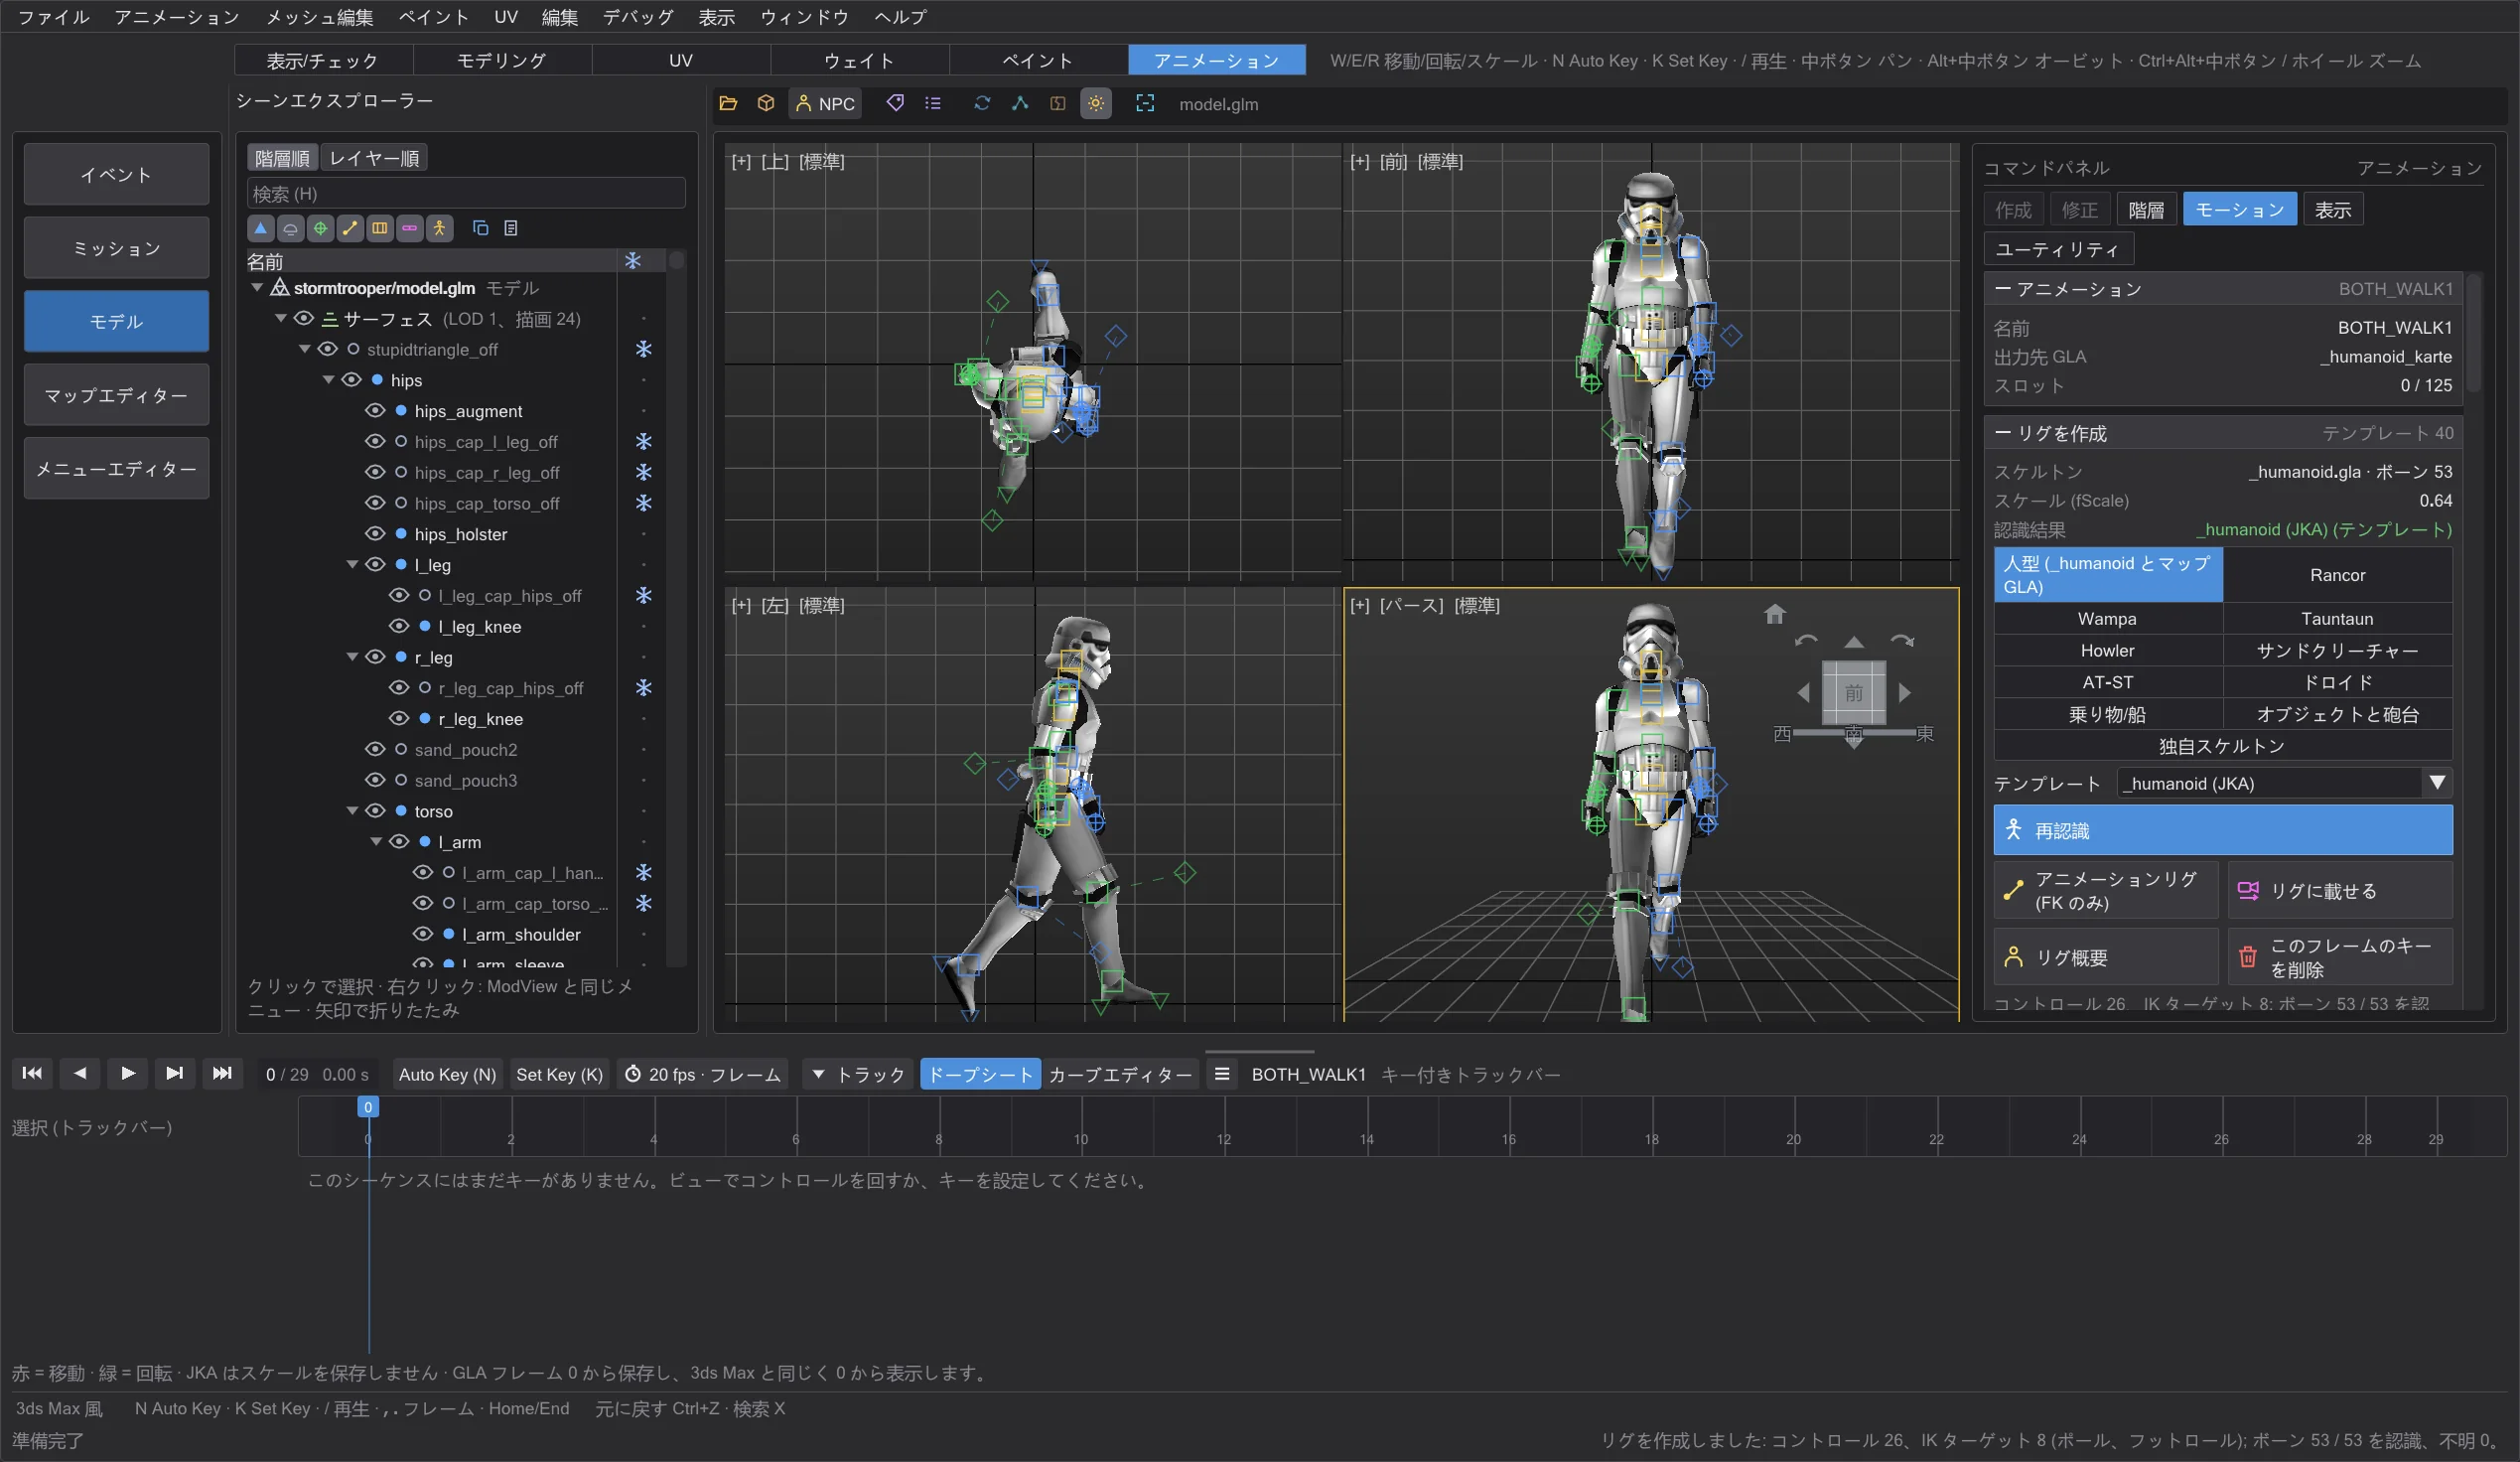 ファイル アニメーション メッシュ編集 ペイント UV 編集 デバッグ 表示 ウィンドウ ヘルプ
表示/チェック モデリング UV ウェイト ペイント アニメーション W/E/R 移動/回転/スケール · N Auto Key · K Set Key · / 再生 · 中ボタン パン · Alt+中ボタン オービット · Ctrl+Alt+中ボタン / ホイール ズーム
シーンエクスプローラー
NPC model.glm
イベント
ミッション
モデル
マップエディター
メニューエディター
階層順 レイヤー順
検索 (H)
名前
stormtrooper/model.glm モデル
サーフェス (LOD 1、描画 24)
stupidtriangle_off
hips
hips_augment
hips_cap_l_leg_off
hips_cap_r_leg_off
hips_cap_torso_off
hips_holster
l_leg
l_leg_cap_hips_off
l_leg_knee
r_leg
r_leg_cap_hips_off
r_leg_knee
sand_pouch2
sand_pouch3
torso
l_arm
l_arm_cap_l_han...
l_arm_cap_torso_...
l_arm_shoulder
l_arm_sleeve
クリックで選択 · 右クリック: ModView と同じメ
ニュー · 矢印で折りたたみ
[+] [上] [標準]
[+] [前] [標準]
[+] [左] [標準]
[+] [パース] [標準]
前
西 南 東
コマンドパネル アニメーション
作成 修正 階層 モーション 表示
ユーティリティ
アニメーション BOTH_WALK1
名前 BOTH_WALK1
出力先 GLA _humanoid_karte
スロット 0 / 125
リグを作成 テンプレート 40
スケルトン _humanoid.gla · ボーン 53
スケール (fScale) 0.64
認識結果 _humanoid (JKA) (テンプレート)
人型 (_humanoid とマップ
GLA)
Rancor
Wampa Tauntaun
Howler サンドクリーチャー
AT-ST ドロイド
乗り物/船 オブジェクトと砲台
独自スケルトン
テンプレート _humanoid (JKA)
再認識
アニメーションリグ
(FK のみ)
リグに載せる
リグ概要
このフレームのキー
を削除
コントロール 26、IK ターゲット 8; ボーン 53 / 53 を認
0 / 29 0.00 s Auto Key (N) Set Key (K) 20 fps · フレーム トラック ドープシート カーブエディター BOTH_WALK1 キー付きトラックバー
選択 (トラックバー)
0
0 2 4 6 8 10 12 14 16 18 20 22 24 26 28 29
このシーケンスにはまだキーがありません。ビューでコントロールを回すか、キーを設定してください。
赤 = 移動 · 緑 = 回転 · JKA はスケールを保存しません · GLA フレーム 0 から保存し、3ds Max と同じく 0 から表示します。
3ds Max 風 N Auto Key · K Set Key · / 再生 · , . フレーム · Home/End 元に戻す Ctrl+Z · 検索 X
準備完了 リグを作成しました: コントロール 26、IK ターゲット 8 (ポール、フットロール); ボーン 53 / 53 を認識、不明 0。